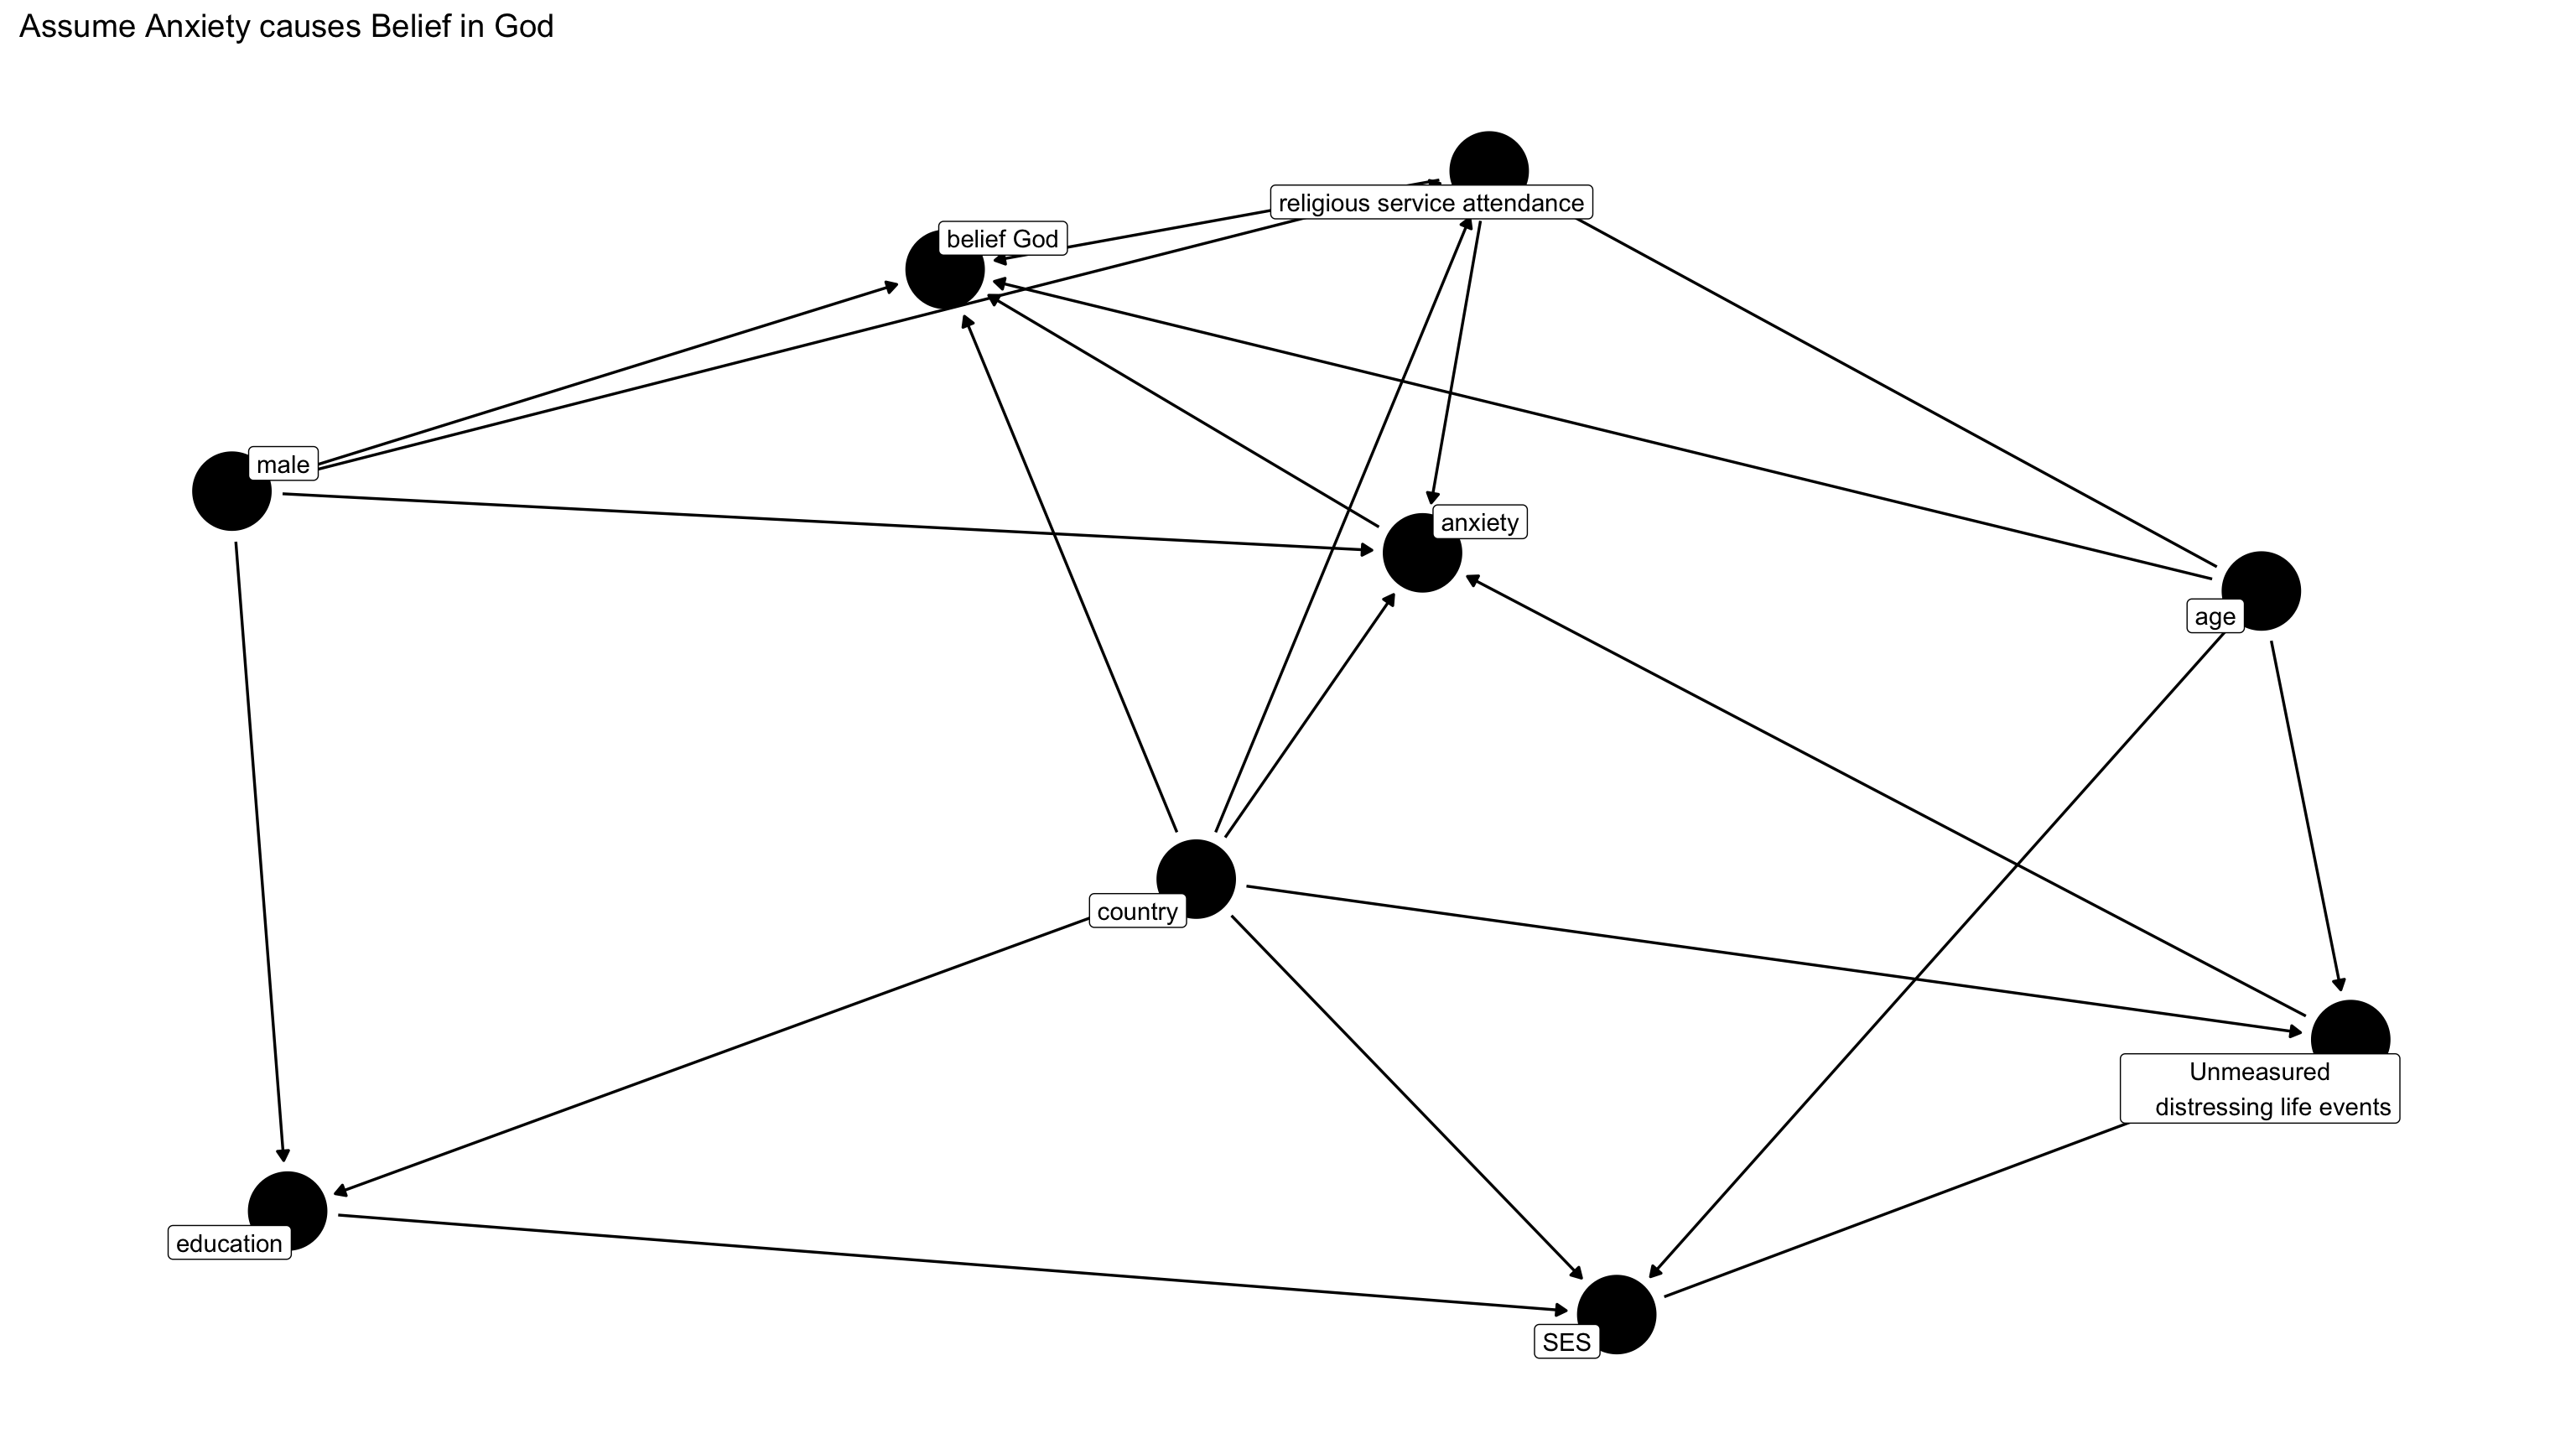 Assume Anxiety causes Belief in God
religious service attendance
belief God
male
anxiety
age
country
Unmeasured
distressing life events
education
SES